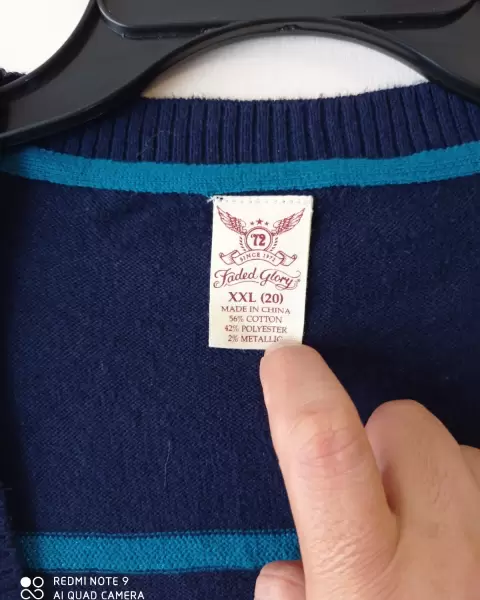 72
SINCE 1972
Faded Glory
XXL (20)
MADE IN CHINA
56% COTTON
42% POLYESTER
2% METALLIC
REDMI NOTE 9
AI QUAD CAMERA